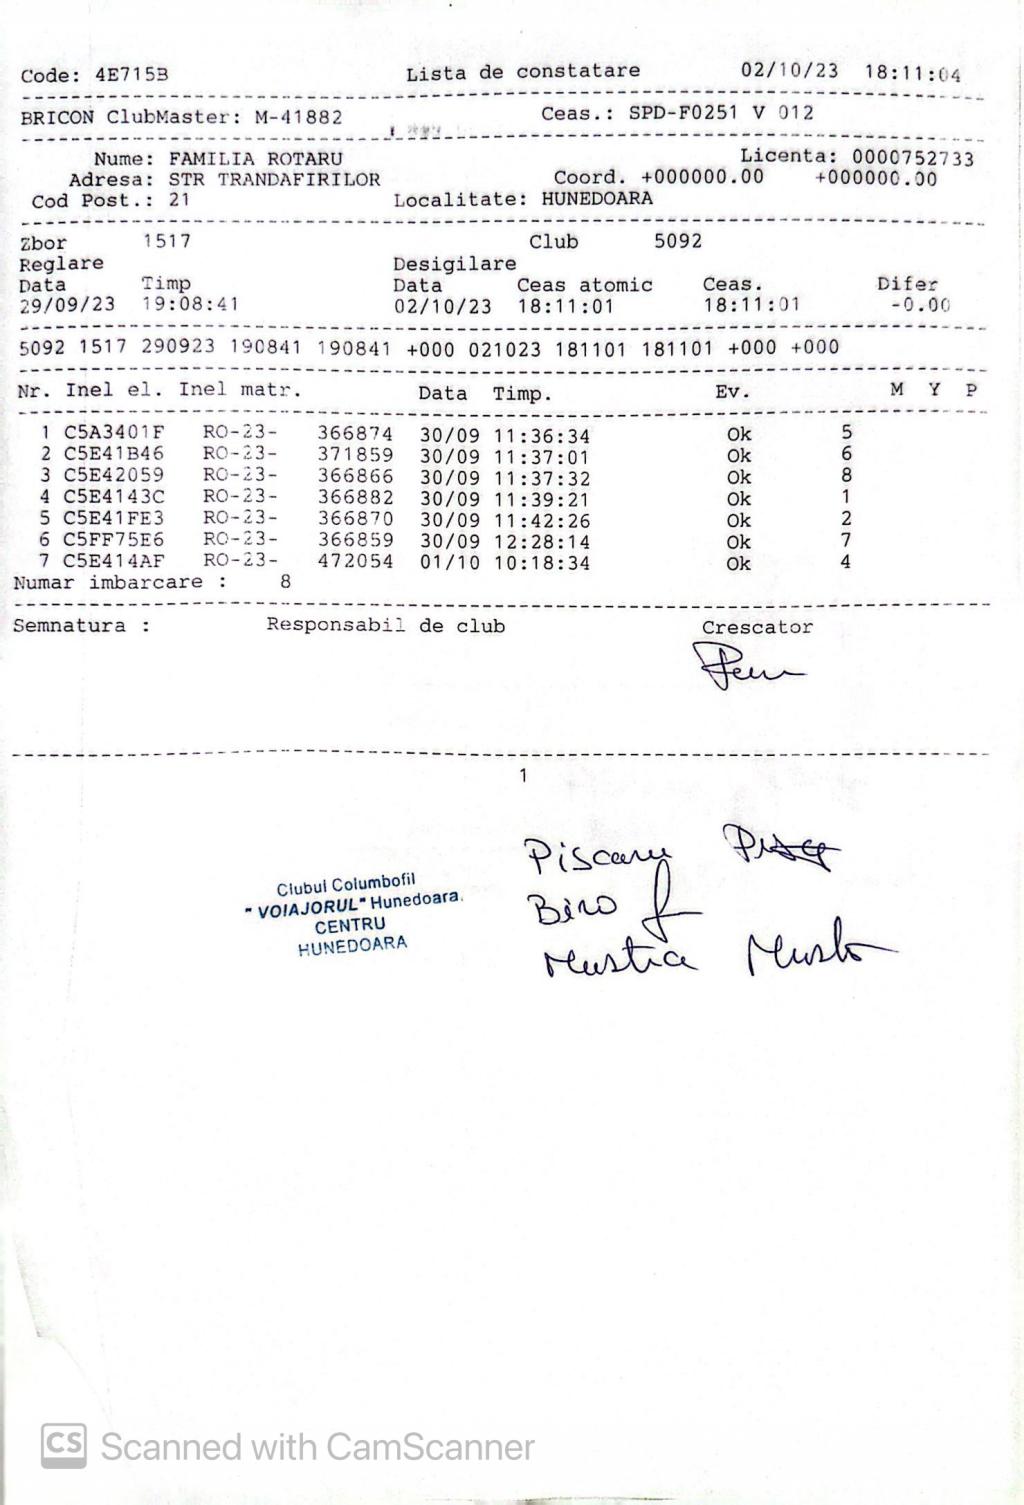 Code: 4E715B Lista de constatare 02/10/23 18:11:04
BRICON ClubMaster: M-41882 Ceas.: SPD-F0251 V 012
Nume: FAMILIA ROTARU Licenta: 0000752733
Adresa: STR TRANDAFIRILOR Coord. +000000.00 +000000.00
Cod Post.: 21 Localitate: HUNEDOARA
Zbor 1517 Club 5092
Reglare Desigilare
Data Timp Data Ceas atomic Ceas. Difer
29/09/23 19:08:41 02/10/23 18:11:01 18:11:01 -0.00
5092 1517 290923 190841 190841 +000 021023 181101 181101 +000 +000
Nr. Inel el. Inel matr. Data Timp. Ev. M Y P
1 C5A3401F RO-23- 366874 30/09 11:36:34 Ok 5
2 C5E41B46 RO-23- 371859 30/09 11:37:01 Ok 6
3 C5E42059 RO-23- 366866 30/09 11:37:32 Ok 8
4 C5E4143C RO-23- 366882 30/09 11:39:21 Ok 1
5 C5E41FE3 RO-23- 366870 30/09 11:42:26 Ok 2
6 C5FF75E6 RO-23- 366859 30/09 12:28:14 Ok 7
7 C5E414AF RO-23- 472054 01/10 10:18:34 Ok 4
Numar imbarcare : 8
Semnatura : Responsabil de club Crescator
1
Piscanu
Biro
Mustica
Clubul Columbofil
"VOIAJORUL" Hunedoara.
CENTRU
HUNEDOARA
CS Scanned with CamScanner